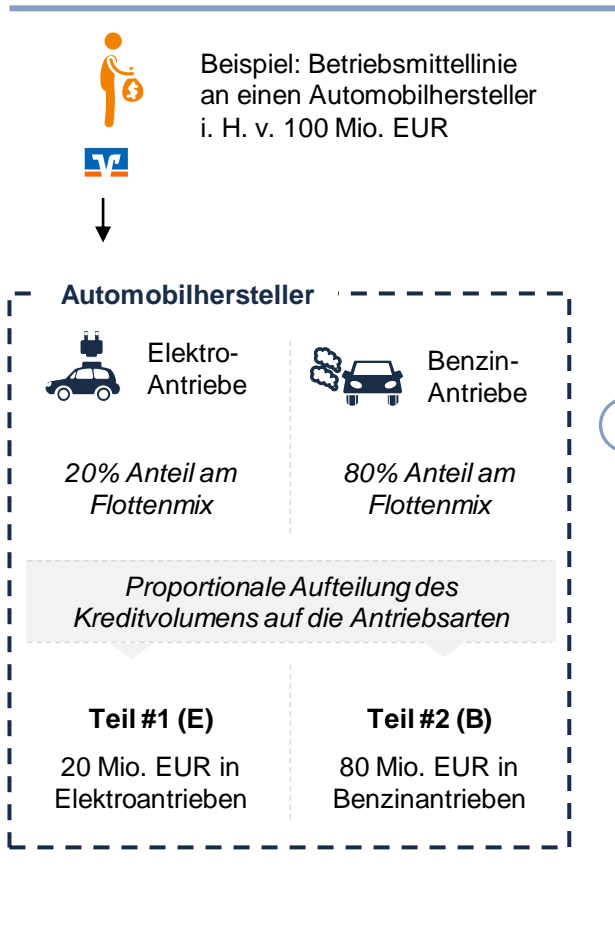 Beispiel: Betriebsmittellinie
an einen Automobilhersteller
i. H. v. 100 Mio. EUR
Automobilhersteller
Elektro-
Antriebe
Benzin-
Antriebe
20% Anteil am
Flottenmix
80% Anteil am
Flottenmix
Proportionale Aufteilung des
Kreditvolumens auf die Antriebsarten
Teil #1 (E)
20 Mio. EUR in
Elektroantrieben
Teil #2 (B)
80 Mio. EUR in
Benzinantrieben